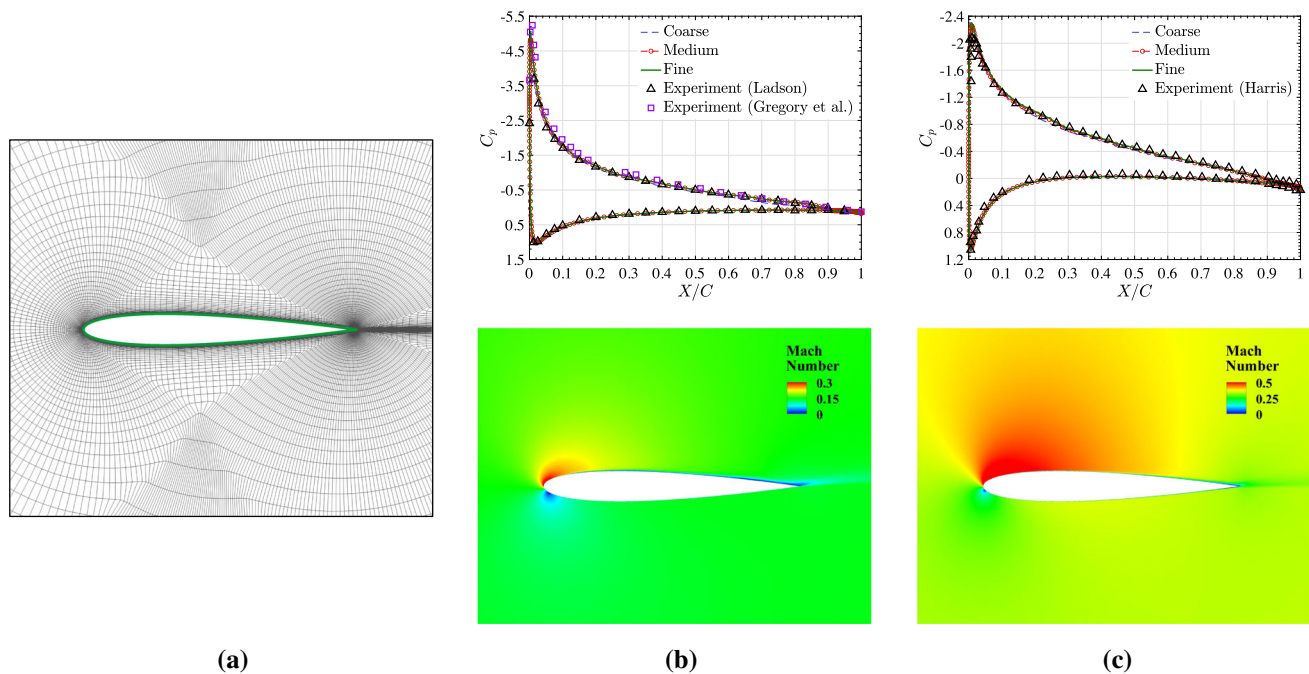 -5.5
-4.5
-3.5
-2.5
-1.5
-0.5
0.5
1.5
C_p
Coarse
Medium
Fine
Experiment (Ladson)
Experiment (Gregory et al.)
0 0.1 0.2 0.3 0.4 0.5 0.6 0.7 0.8 0.9 1
X/C
-2.4
-2
-1.6
-1.2
-0.8
-0.4
0
0.4
0.8
1.2
C_p
Coarse
Medium
Fine
Experiment (Harris)
0 0.1 0.2 0.3 0.4 0.5 0.6 0.7 0.8 0.9 1
X/C
Mach
Number
0.3
0.15
0
Mach
Number
0.5
0.25
0
(a)
(b)
(c)